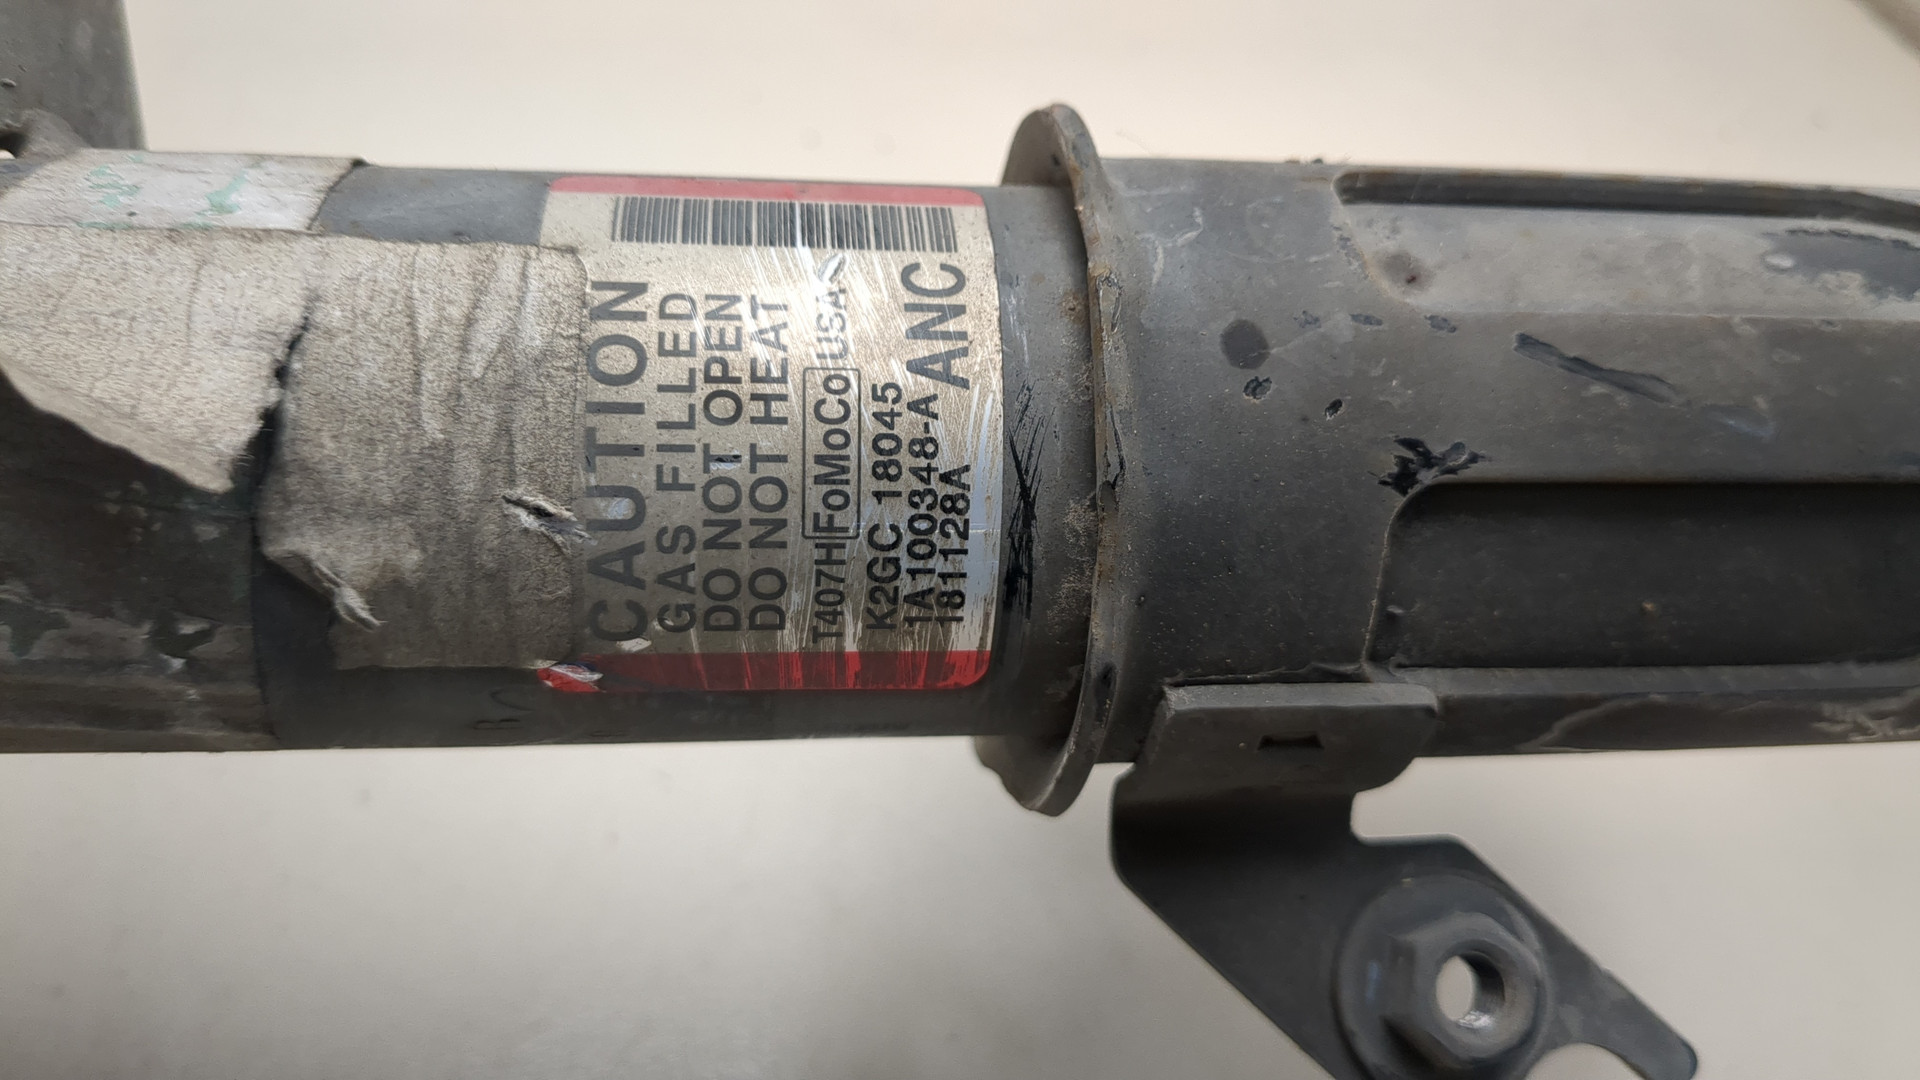 CAUTION
GAS FILLED
DO NOT OPEN
DO NOT HEAT
T407H FoMoCo USA
K2GC 18045
1A100348-A ANC
181128A